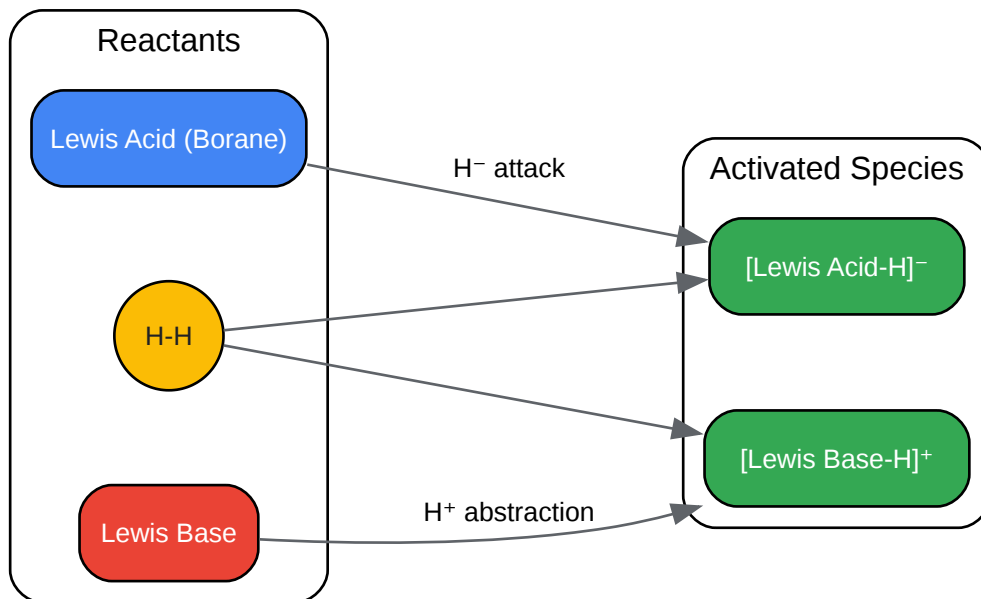 Reactants
Lewis Acid (Borane)
H⁻ attack
Activated Species
[Lewis Acid-H]⁻
H-H
[Lewis Base-H]⁺
H⁺ abstraction
Lewis Base